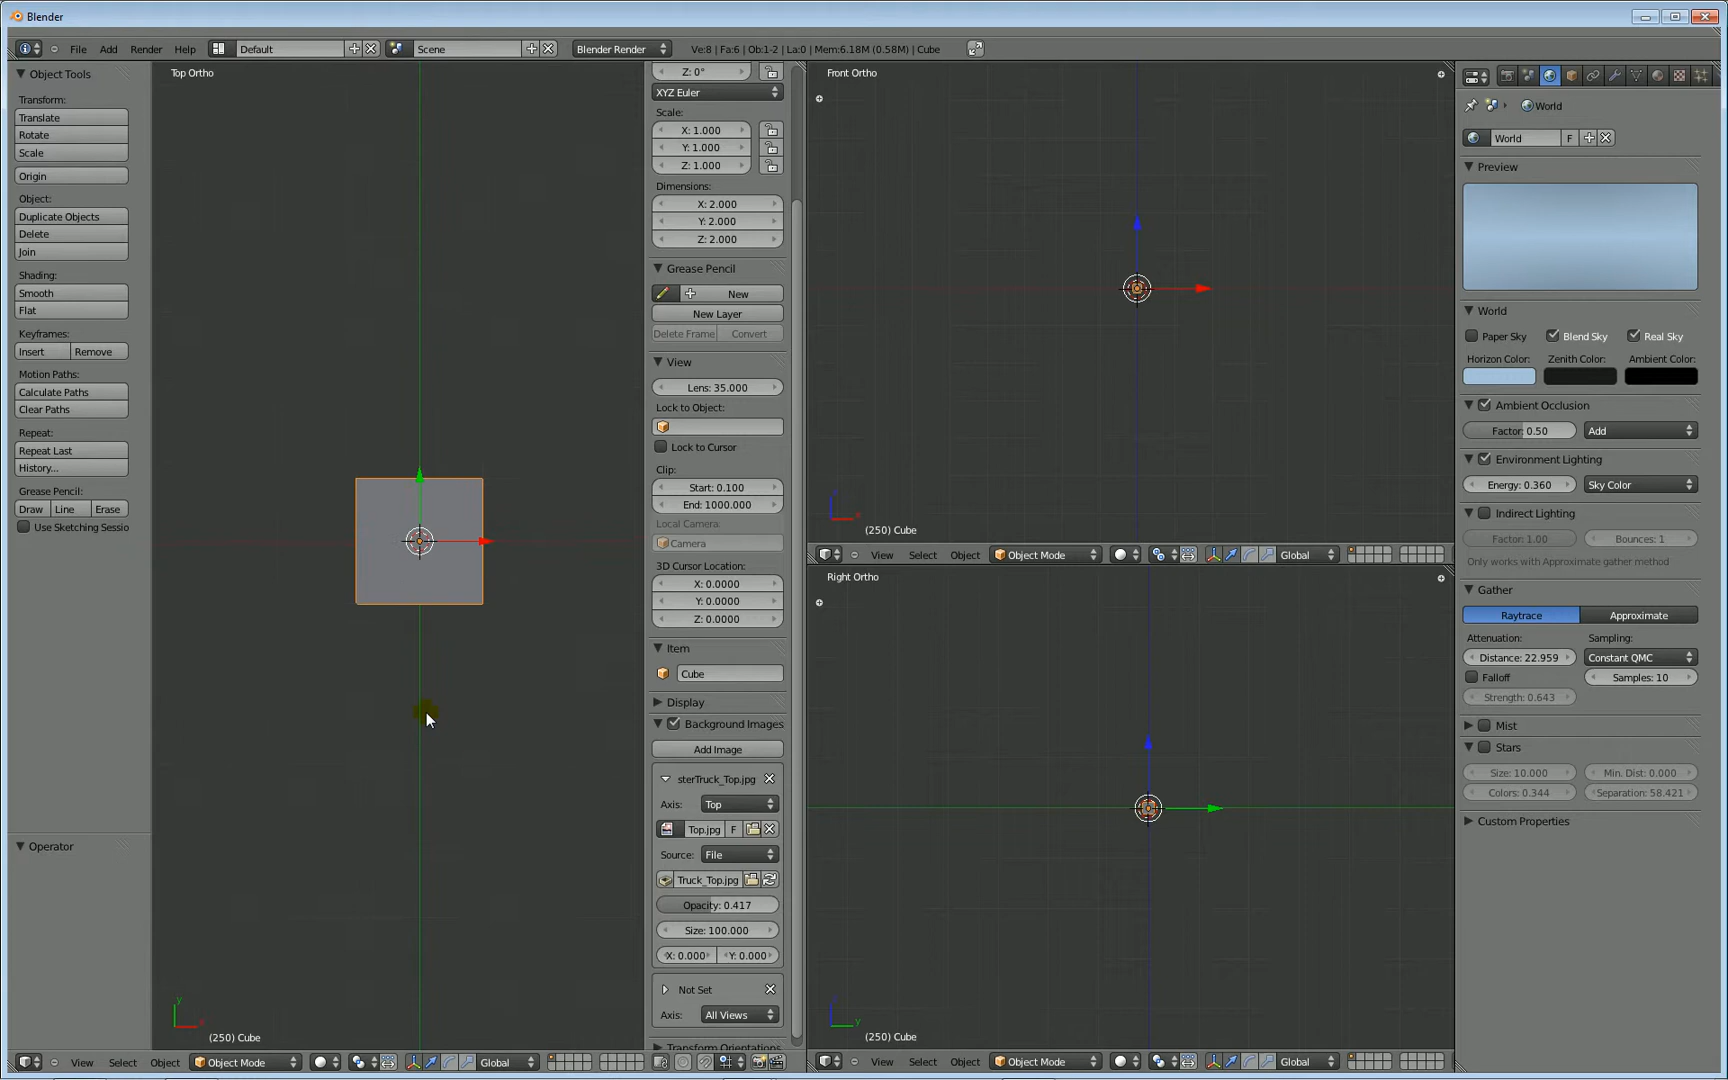 Blender
File Add Render Help Default Scene Blender Render Ve:8 | Fa:6 | Ob:1-2 | La:0 | Mem:6.18M (0.58M) | Cube
Object Tools
Transform:
Translate
Rotate
Scale
Origin
Object:
Duplicate Objects
Delete
Join
Shading:
Smooth
Flat
Keyframes:
Insert Remove
Motion Paths:
Calculate Paths
Clear Paths
Repeat:
Repeat Last
History...
Grease Pencil:
Draw Line Erase
Use Sketching Sessio
Operator
Top Ortho
(250) Cube
View Select Object Object Mode Global
Z: 0°
XYZ Euler
Scale:
X: 1.000
Y: 1.000
Z: 1.000
Dimensions:
X: 2.000
Y: 2.000
Z: 2.000
Grease Pencil
New
New Layer
Delete Frame Convert
View
Lens: 35.000
Lock to Object:
Lock to Cursor
Clip:
Start: 0.100
End: 1000.000
Local Camera:
Camera
3D Cursor Location:
X: 0.0000
Y: 0.0000
Z: 0.0000
Item
Cube
Display
Background Images
Add Image
sterTruck_Top.jpg
Axis: Top
Top.jpg F
Source: File
Truck_Top.jpg
Opacity: 0.417
Size: 100.000
X: 0.000 Y: 0.000
Not Set
Axis: All Views
Transform Orientations
Front Ortho
(250) Cube
View Select Object Object Mode Global
Right Ortho
(250) Cube
View Select Object Object Mode Global
World
World F
Preview
World
Paper Sky Blend Sky Real Sky
Horizon Color: Zenith Color: Ambient Color:
Ambient Occlusion
Factor: 0.50 Add
Environment Lighting
Energy: 0.360 Sky Color
Indirect Lighting
Factor: 1.00 Bounces: 1
Only works with Approximate gather method
Gather
Raytrace Approximate
Attenuation: Sampling:
Distance: 22.959 Constant QMC
Falloff Samples: 10
Strength: 0.643
Mist
Stars
Size: 10.000 Min. Dist: 0.000
Colors: 0.344 Separation: 58.421
Custom Properties